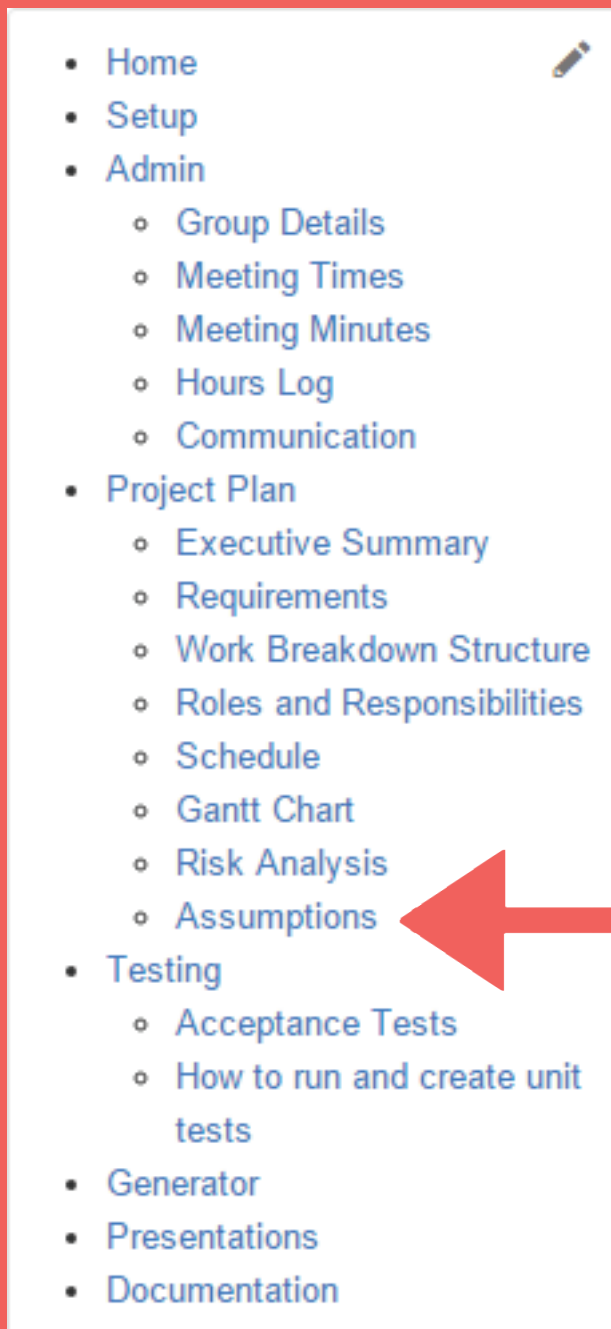 Home
Setup
Admin
Group Details
Meeting Times
Meeting Minutes
Hours Log
Communication
Project Plan
Executive Summary
Requirements
Work Breakdown Structure
Roles and Responsibilities
Schedule
Gantt Chart
Risk Analysis
Assumptions
Testing
Acceptance Tests
How to run and create unit
tests
Generator
Presentations
Documentation